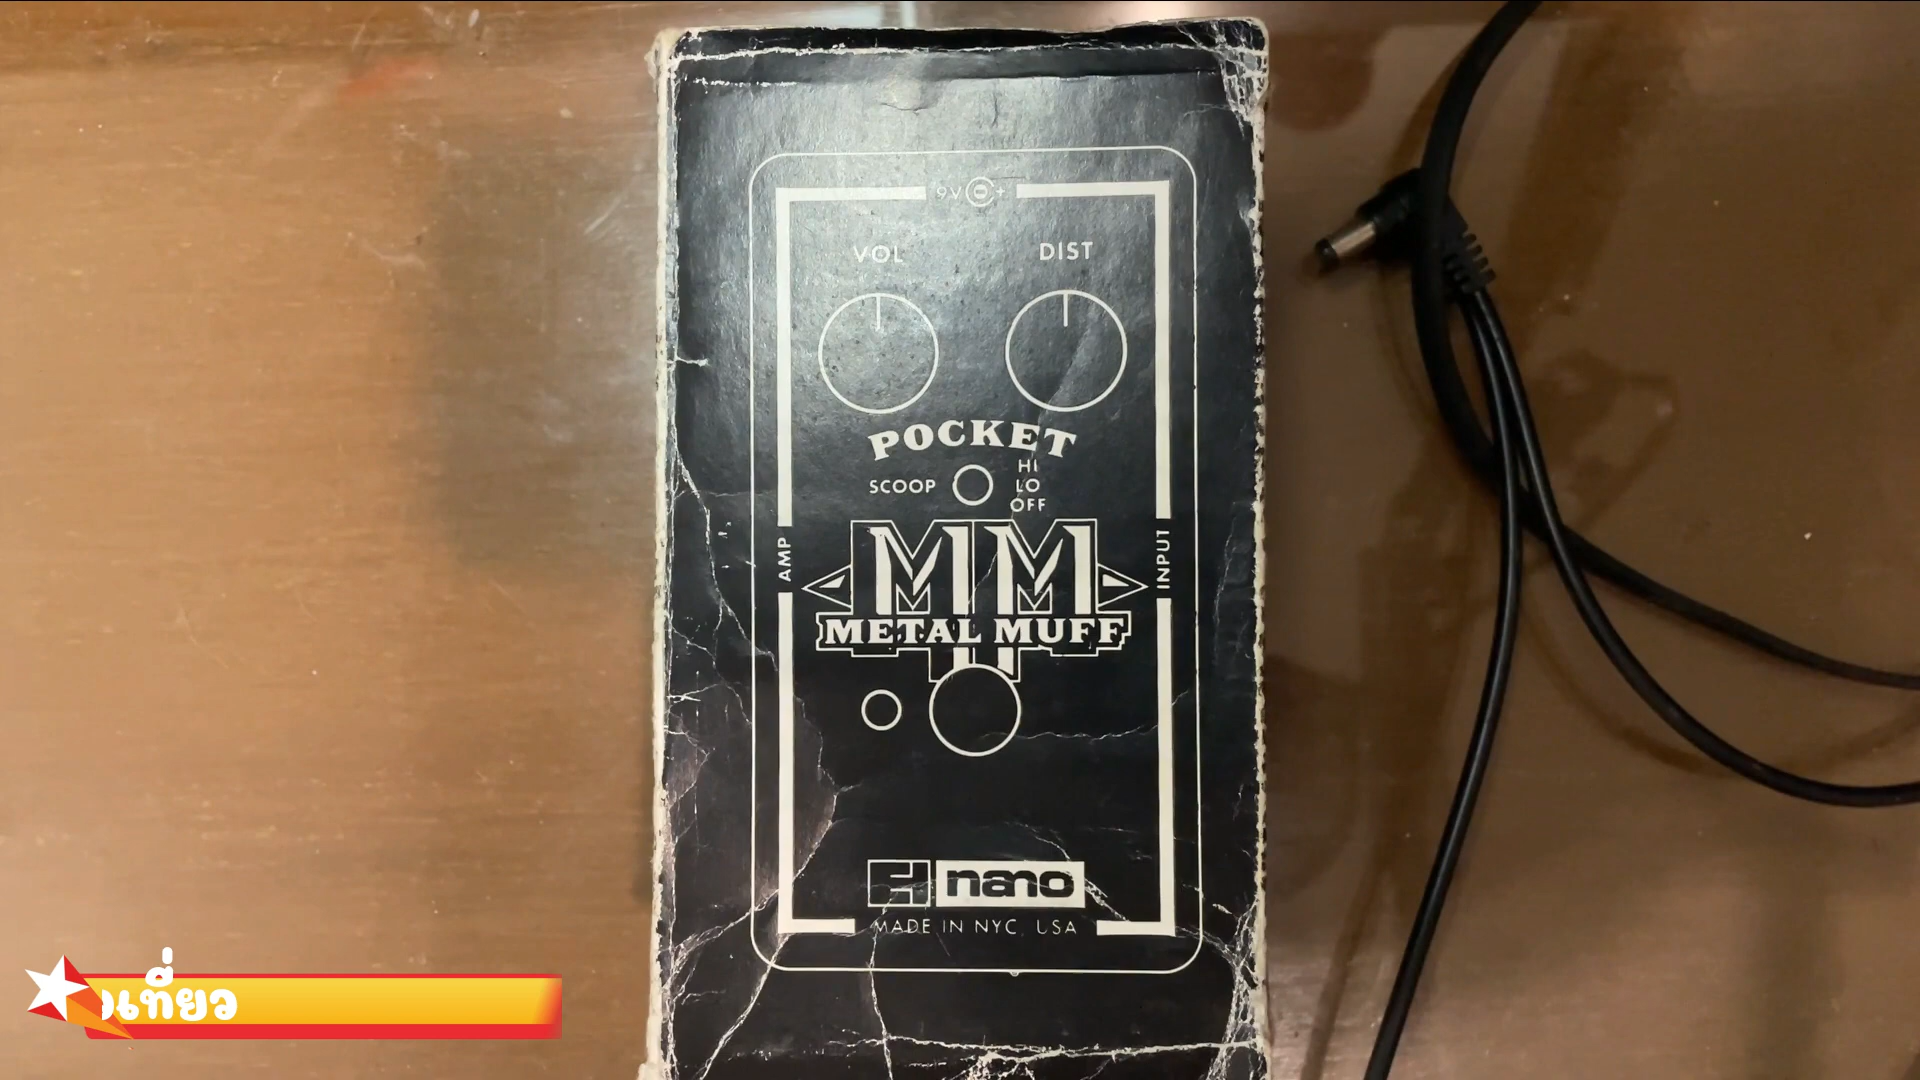 9V +
VOL DIST
POCKET
SCOOP
HI
LO
OFF
MM
AMP
INPUT
METAL MUFF
EH nano
MADE IN NYC, USA
เที่ยว